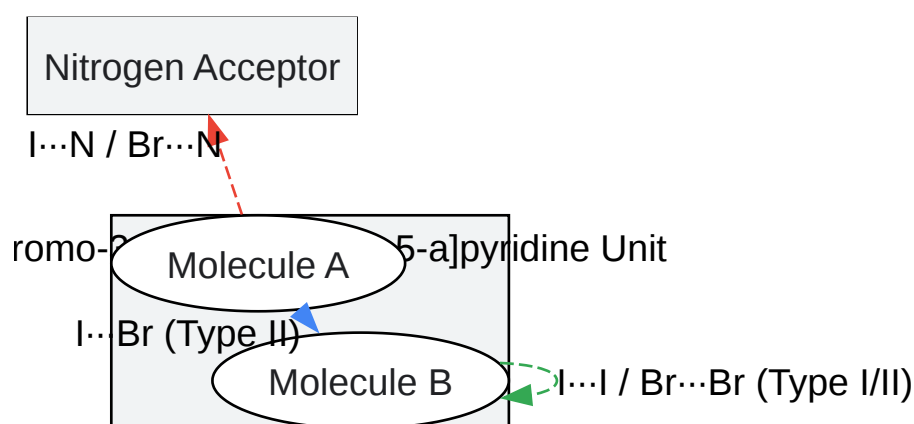 Nitrogen Acceptor
I···N / Br···N
romo- 5-a]pyridine Unit
Molecule A
I···Br (Type II)
Molecule B
I···I / Br···Br (Type I/II)